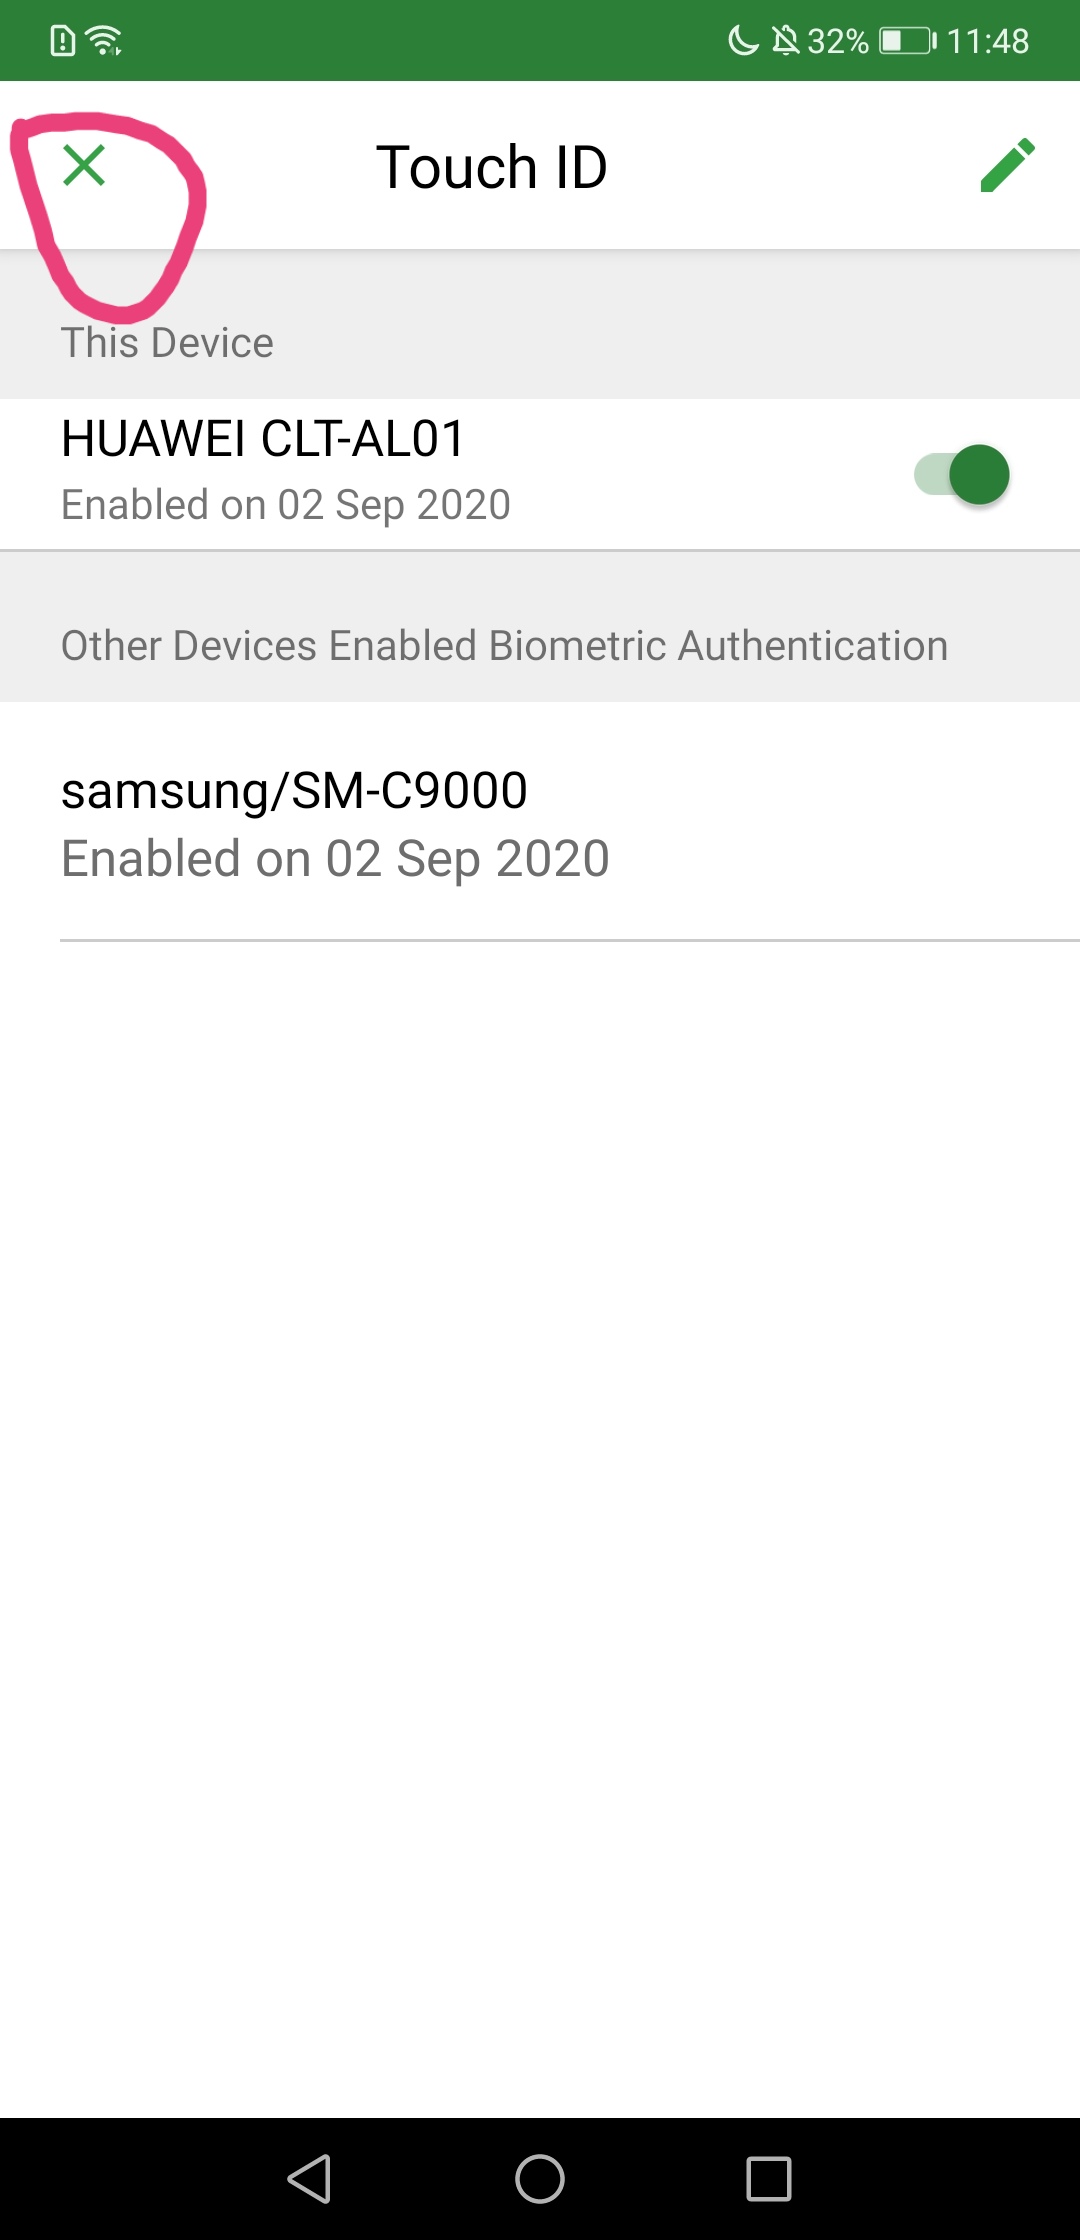 32% 11:48
Touch ID
This Device
HUAWEI CLT-AL01
Enabled on 02 Sep 2020
Other Devices Enabled Biometric Authentication
samsung/SM-C9000
Enabled on 02 Sep 2020